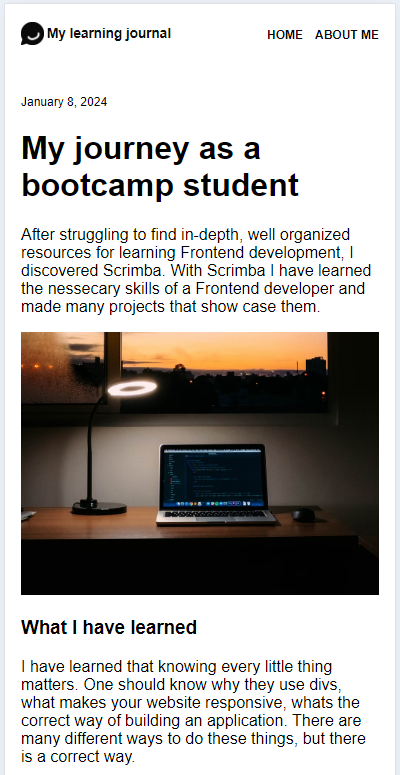 My learning journal
HOME ABOUT ME
January 8, 2024
My journey as a
bootcamp student
After struggling to find in-depth, well organized
resources for learning Frontend development, I
discovered Scrimba. With Scrimba I have learned
the nessecary skills of a Frontend developer and
made many projects that show case them.
What I have learned
I have learned that knowing every little thing
matters. One should know why they use divs,
what makes your website responsive, whats the
correct way of building an application. There are
many different ways to do these things, but there
is a correct way.